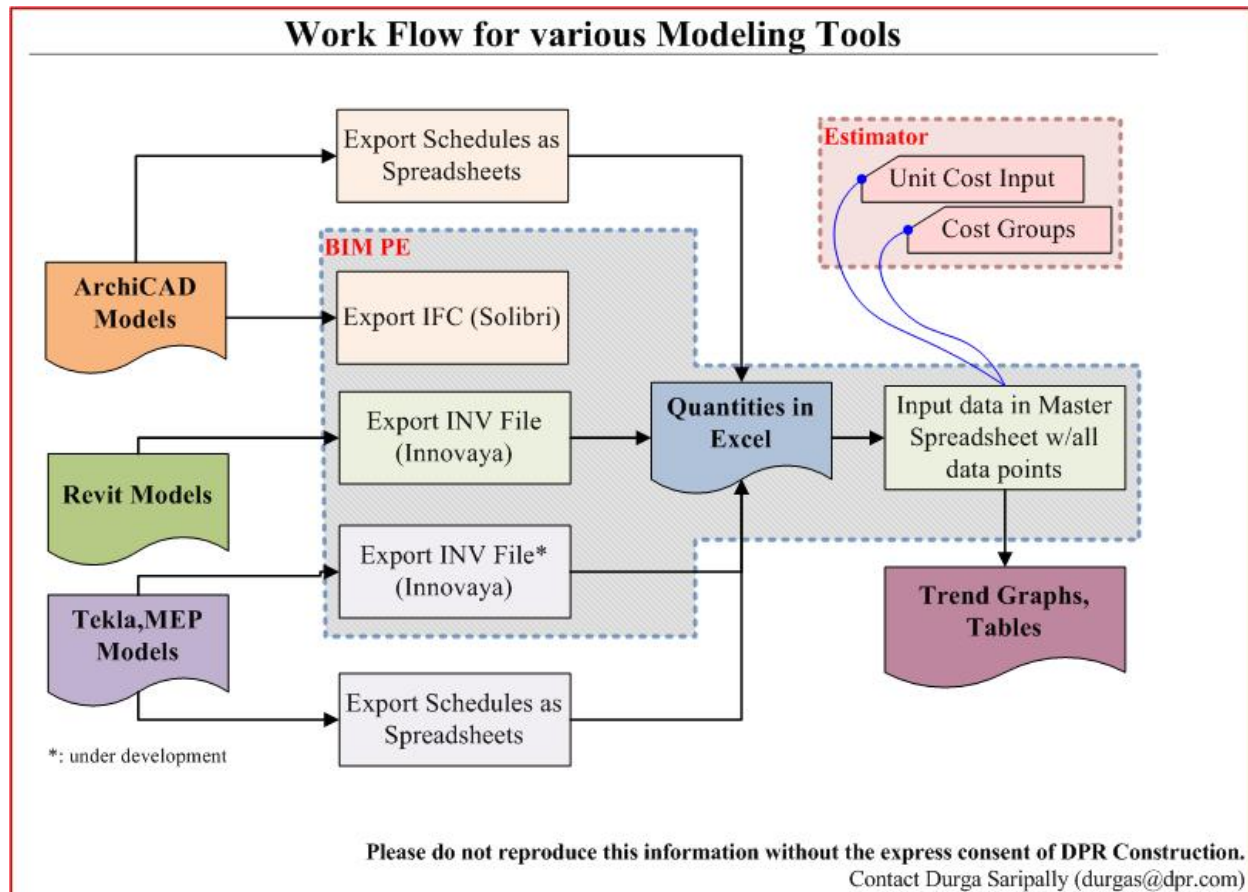 Work Flow for various Modeling Tools
Export Schedules as
Spreadsheets
Estimator
Unit Cost Input
Cost Groups
BIM PE
ArchiCAD
Models
Export IFC (Solibri)
Export INV File
(Innovaya)
Quantities in
Excel
Input data in Master
Spreadsheet w/all
data points
Revit Models
Export INV File*
(Innovaya)
Tekla,MEP
Models
Trend Graphs,
Tables
Export Schedules as
Spreadsheets
*: under development
Please do not reproduce this information without the express consent of DPR Construction.
Contact Durga Saripally (durgas@dpr.com)